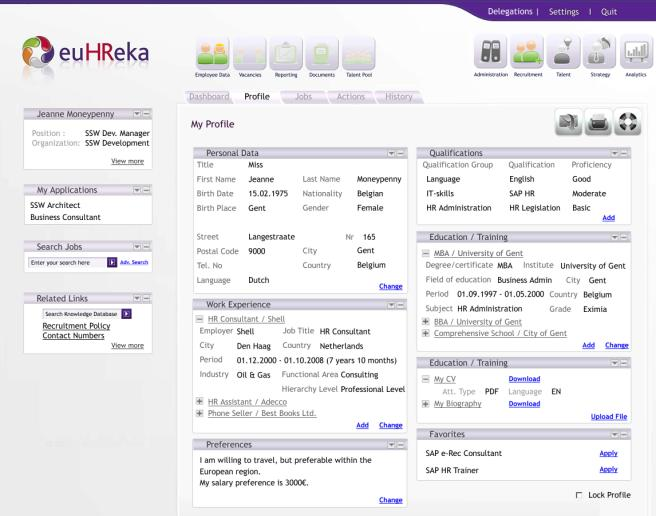 Delegations | Settings | Quit
euHReka
Employee Data Vacancies Reporting Documents Talent Pool
Administration Recruitment Talent Strategy Analytics
Dashboard Profile Jobs Actions History
Jeanne Moneypenny
Position : SSW Dev. Manager
Organization: SSW Development
View more
My Applications
SSW Architect
Business Consultant
Search Jobs
Enter your search here Adv. Search
Related Links
Search Knowledge Database
Recruitment Policy
Contact Numbers
View more
My Profile
Personal Data
Title Miss
First Name Jeanne Last Name Moneypenny
Birth Date 15.02.1975 Nationality Belgian
Birth Place Gent Gender Female
Street Langestraate Nr 165
Postal Code 9000 City Gent
Tel. No Country Belgium
Language Dutch
Change
Work Experience
HR Consultant / Shell
Employer Shell Job Title HR Consultant
City Den Haag Country Netherlands
Period 01.12.2000 - 01.10.2008 (7 years 10 months)
Industry Oil & Gas Functional Area Consulting
Hierarchy Level Professional Level
HR Assistant / Adecco
Phone Seller / Best Books Ltd.
Add Change
Preferences
I am willing to travel, but preferable within the
European region.
My salary preference is 3000€.
Change
Qualifications
Qualification Group Qualification Proficiency
Language English Good
IT-skills SAP HR Moderate
HR Administration HR Legislation Basic
Add
Education / Training
MBA / University of Gent
Degree/certificate MBA Institute University of Gent
Field of education Business Admin City Gent
Period 01.09.1997 - 01.05.2000 Country Belgium
Subject HR Administration Grade Eximia
BBA / University of Gent
Comprehensive School / City of Gent
Add Change
Education / Training
My CV Download
Att. Type PDF Language EN
My Biography Download
Upload File
Favorites
SAP e-Rec Consultant Apply
SAP HR Trainer Apply
Lock Profile